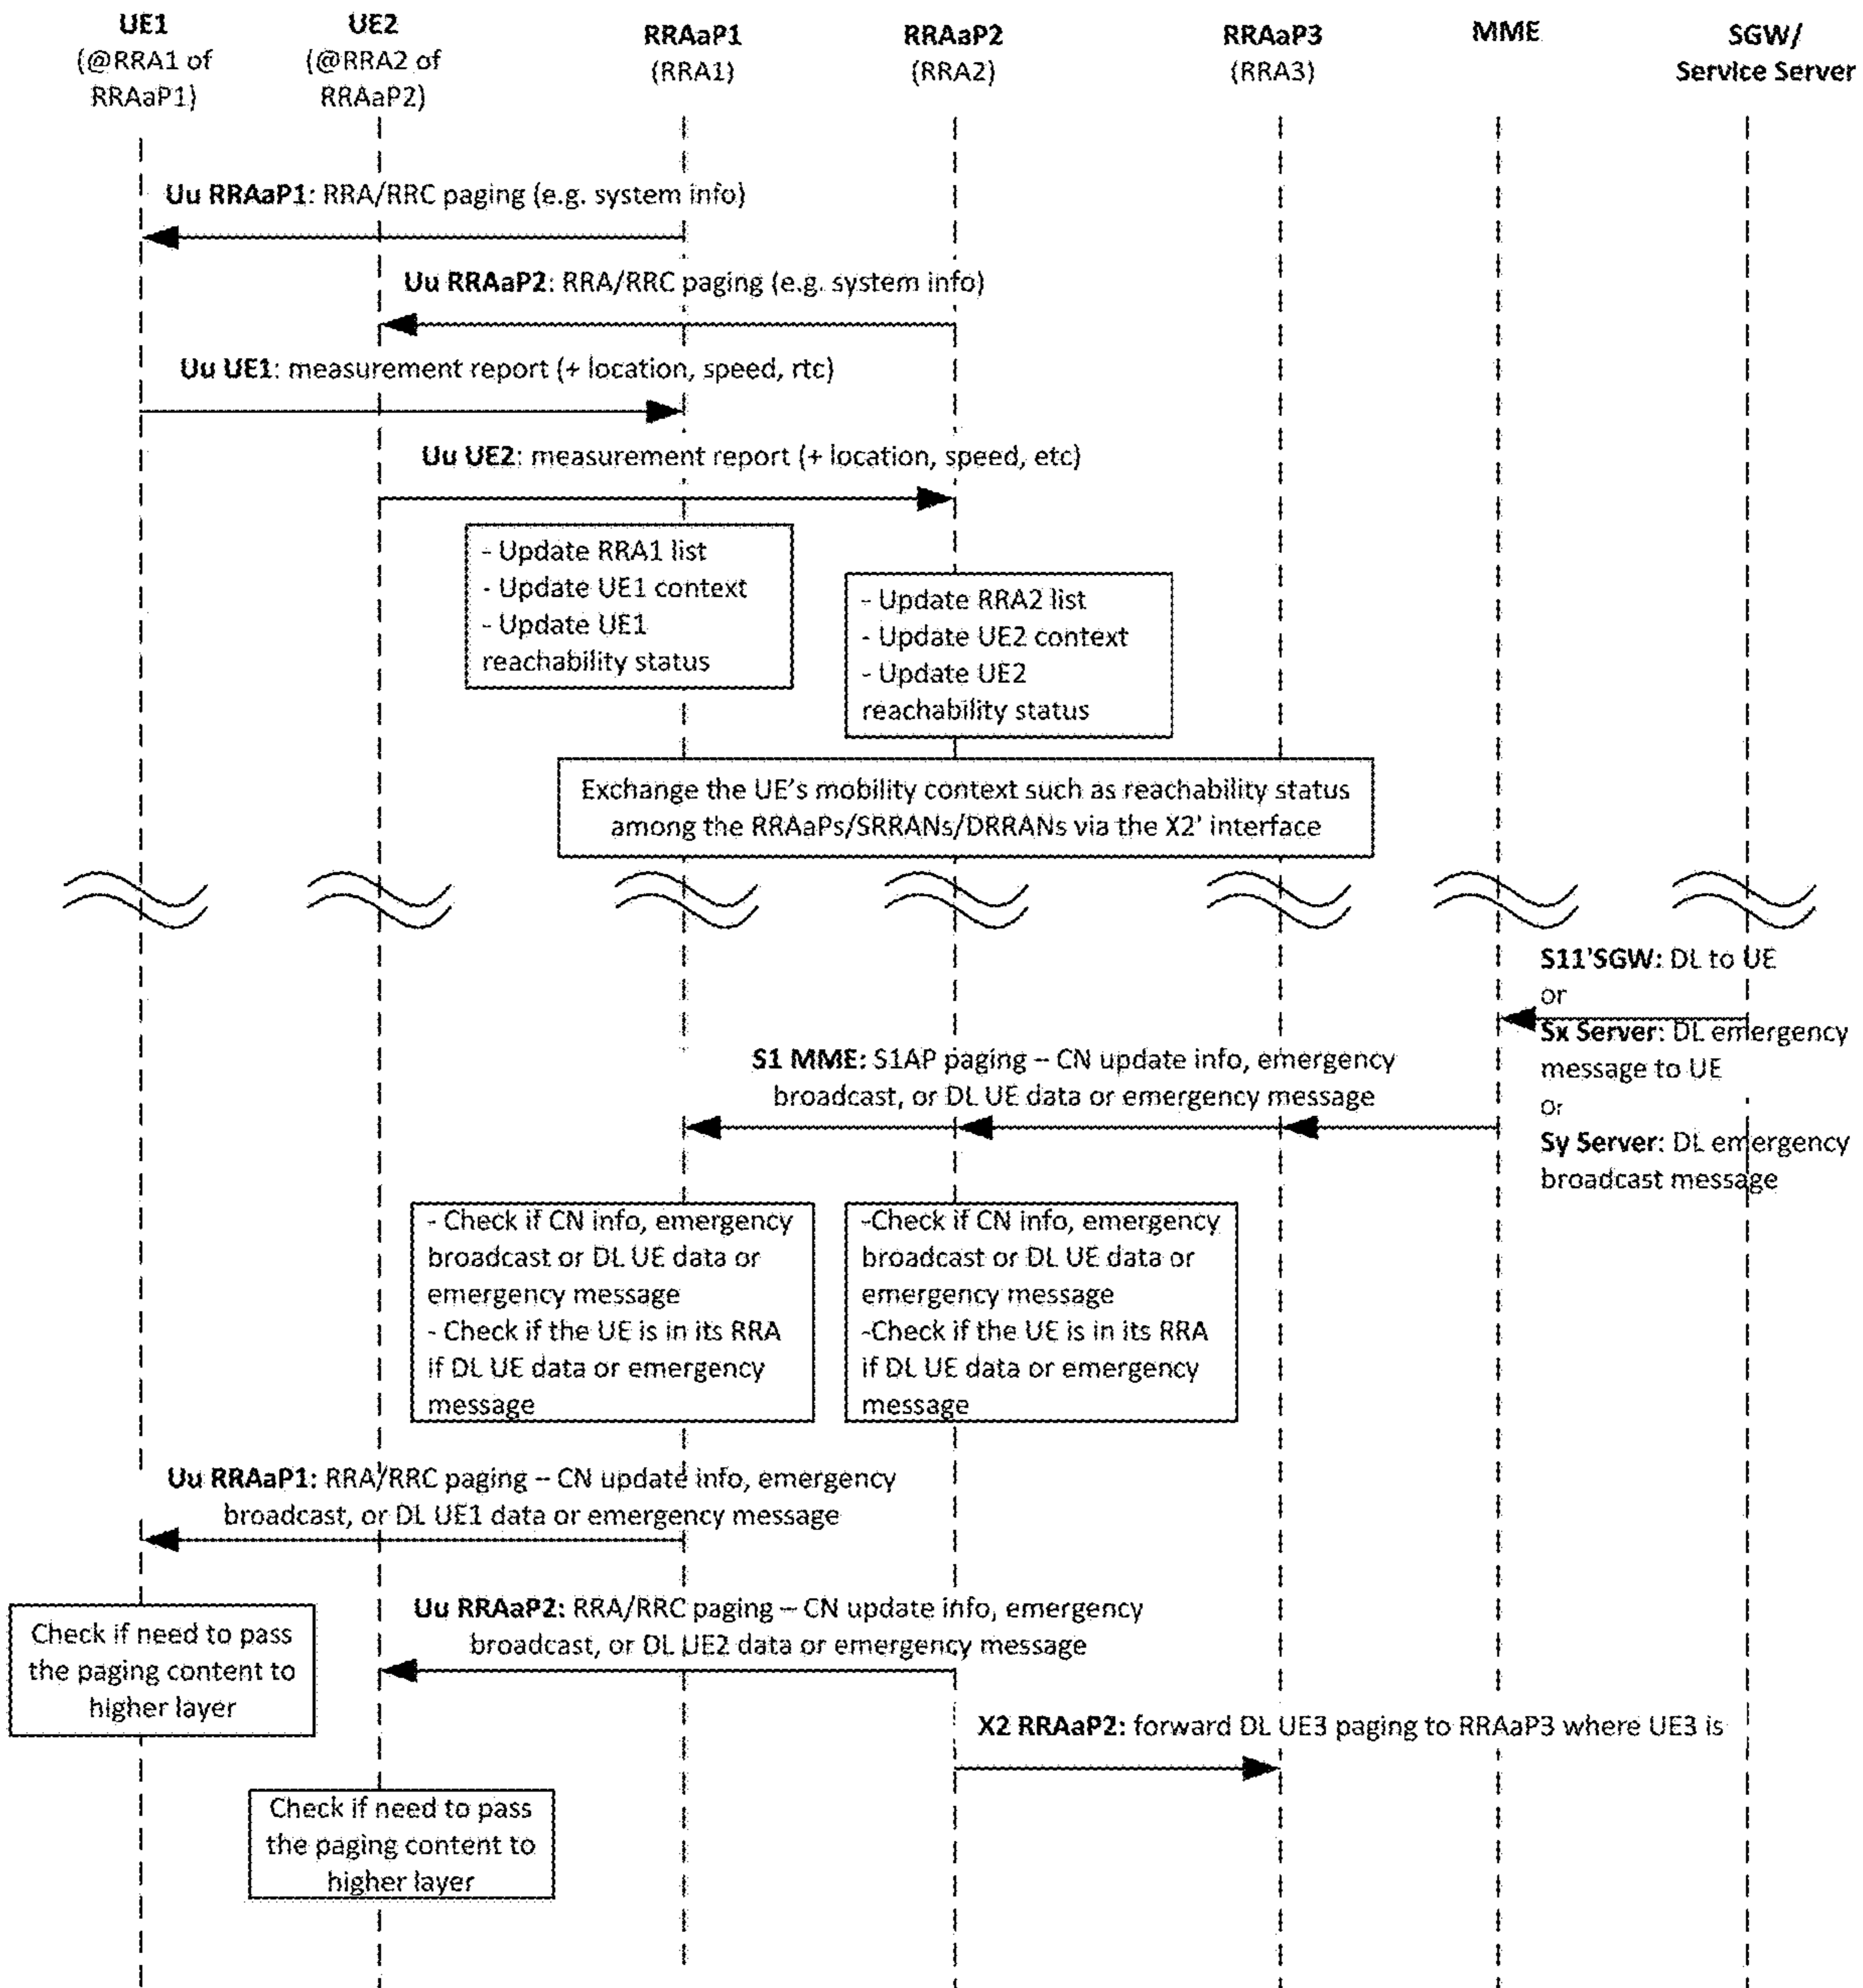 UE1
(@RRA1 of
RRAaP1)
UE2
(@RRA2 of
RRAaP2)
RRAaP1
(RRA1)
RRAaP2
(RRA2)
RRAaP3
(RRA3)
MME
SGW/
Service Server
Uu RRAaP1: RRA/RRC paging (e.g. system info)
Uu RRAaP2: RRA/RRC paging (e.g. system info)
Uu UE1: measurement report (+ location, speed, rtc)
Uu UE2: measurement report (+ location, speed, etc)
- Update RRA1 list
- Update UE1 context
- Update UE1
reachability status
- Update RRA2 list
- Update UE2 context
- Update UE2
reachability status
Exchange the UE's mobility context such as reachability status
among the RRAaPs/SRRANs/DRRANs via the X2' interface
S11'SGW: DL to UE
or
Sx Server: DL emergency
message to UE
Or
Sy Server: DL emergency
broadcast message
S1 MME: S1AP paging – CN update info, emergency
broadcast, or DL UE data or emergency message
- Check if CN info, emergency
broadcast or DL UE data or
emergency message
- Check if the UE is in its RRA
if DL UE data or emergency
message
-Check if CN info, emergency
broadcast or DL UE data or
emergency message
-Check if the UE is in its RRA
if DL UE data or emergency
message
Uu RRAaP1: RRA/RRC paging – CN update info, emergency
broadcast, or DL UE1 data or emergency message
Check if need to pass
the paging content to
higher layer
Uu RRAaP2: RRA/RRC paging – CN update info, emergency
broadcast, or DL UE2 data or emergency message
X2 RRAaP2: forward DL UE3 paging to RRAaP3 where UE3 is
Check if need to pass
the paging content to
higher layer